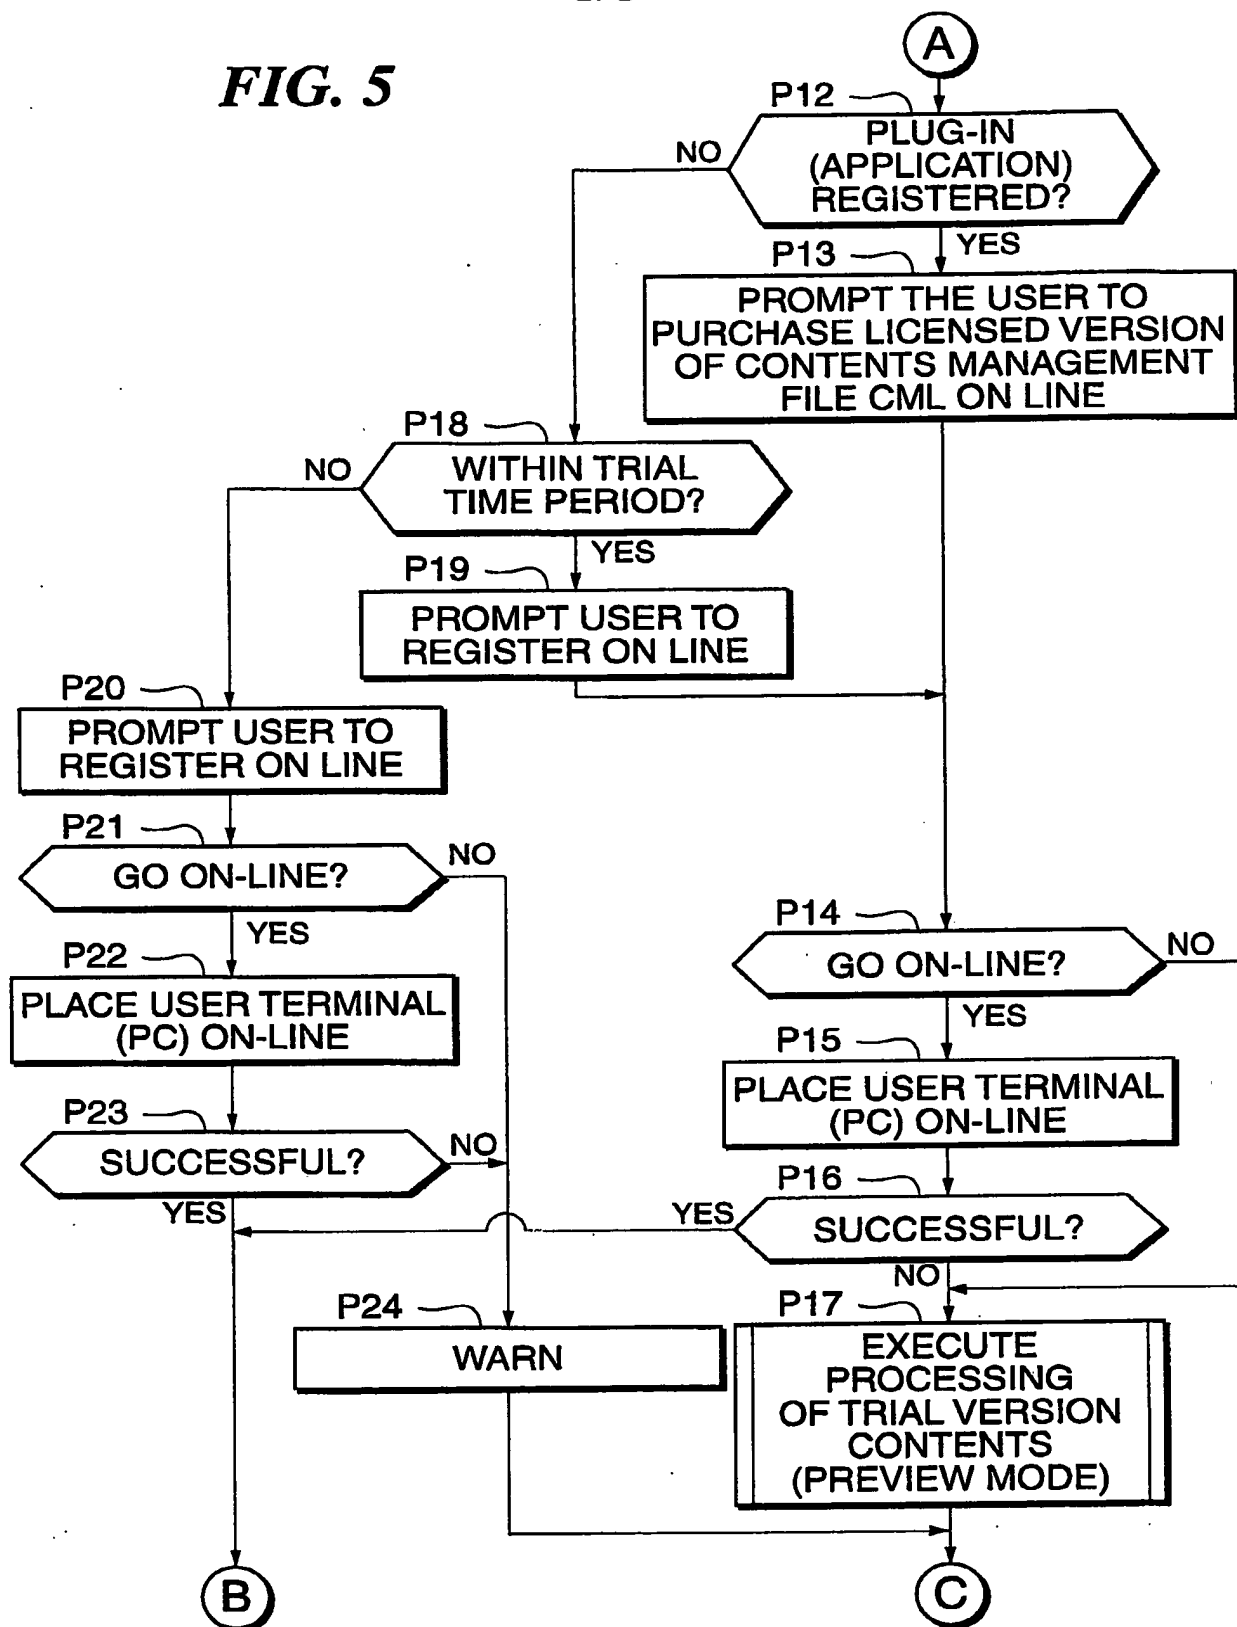 FIG. 5
A
P12
PLUG-IN
(APPLICATION)
REGISTERED?
NO
YES
P13
PROMPT THE USER TO
PURCHASE LICENSED VERSION
OF CONTENTS MANAGEMENT
FILE CML ON LINE
P18
WITHIN TRIAL
TIME PERIOD?
NO
YES
P19
PROMPT USER TO
REGISTER ON LINE
P20
PROMPT USER TO
REGISTER ON LINE
P21
GO ON-LINE?
NO
YES
P14
GO ON-LINE?
NO
YES
P22
PLACE USER TERMINAL
(PC) ON-LINE
P15
PLACE USER TERMINAL
(PC) ON-LINE
P23
SUCCESSFUL?
NO
YES
P16
SUCCESSFUL?
YES
NO
P24
WARN
P17
EXECUTE
PROCESSING
OF TRIAL VERSION
CONTENTS
(PREVIEW MODE)
B
C